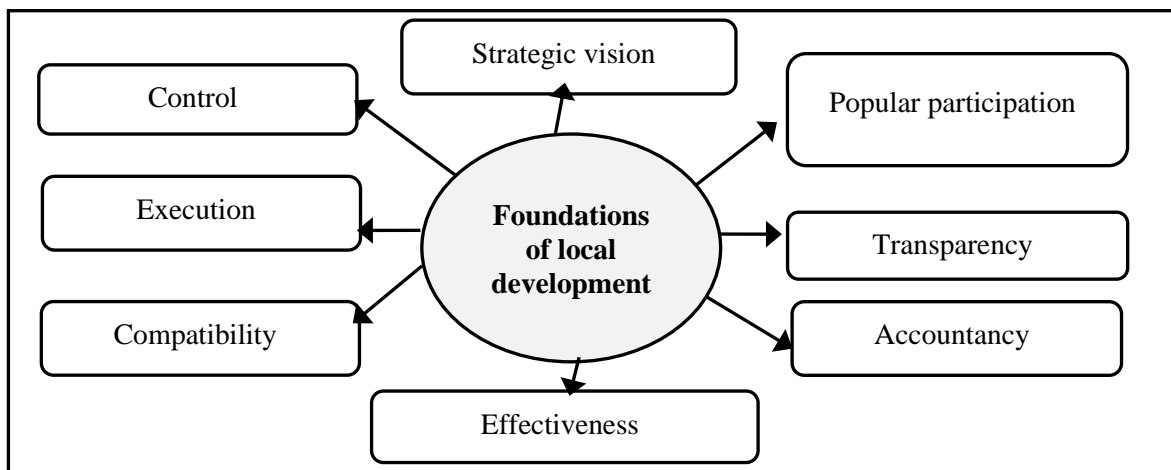 Strategic vision
Control
Popular participation
Execution
Foundations
of local
development
Transparency
Compatibility
Accountancy
Effectiveness